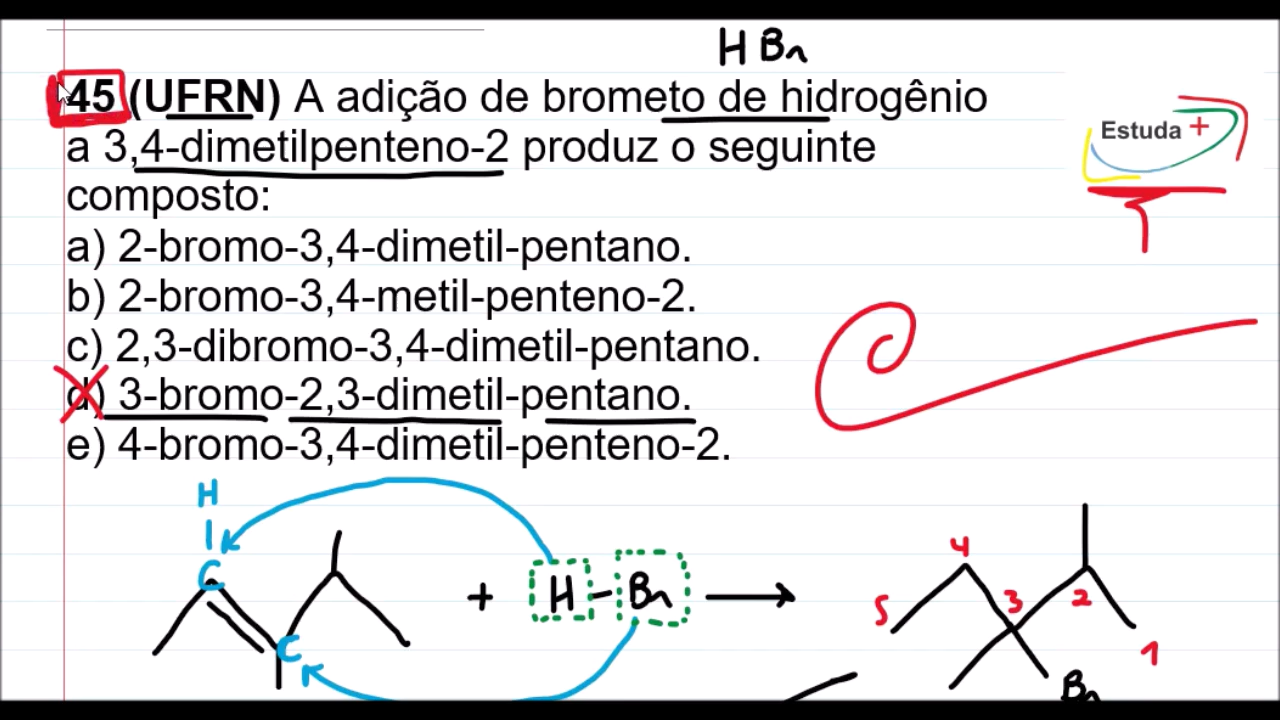 H Br
45 (UFRN) A adição de brometo de hidrogênio
a 3,4-dimetilpenteno-2 produz o seguinte
composto:
Estuda +
a) 2-bromo-3,4-dimetil-pentano.
b) 2-bromo-3,4-metil-penteno-2.
c) 2,3-dibromo-3,4-dimetil-pentano.
d) 3-bromo-2,3-dimetil-pentano.
e) 4-bromo-3,4-dimetil-penteno-2.
H
C
C
+ H-Br
5 4 3 2 1
Br